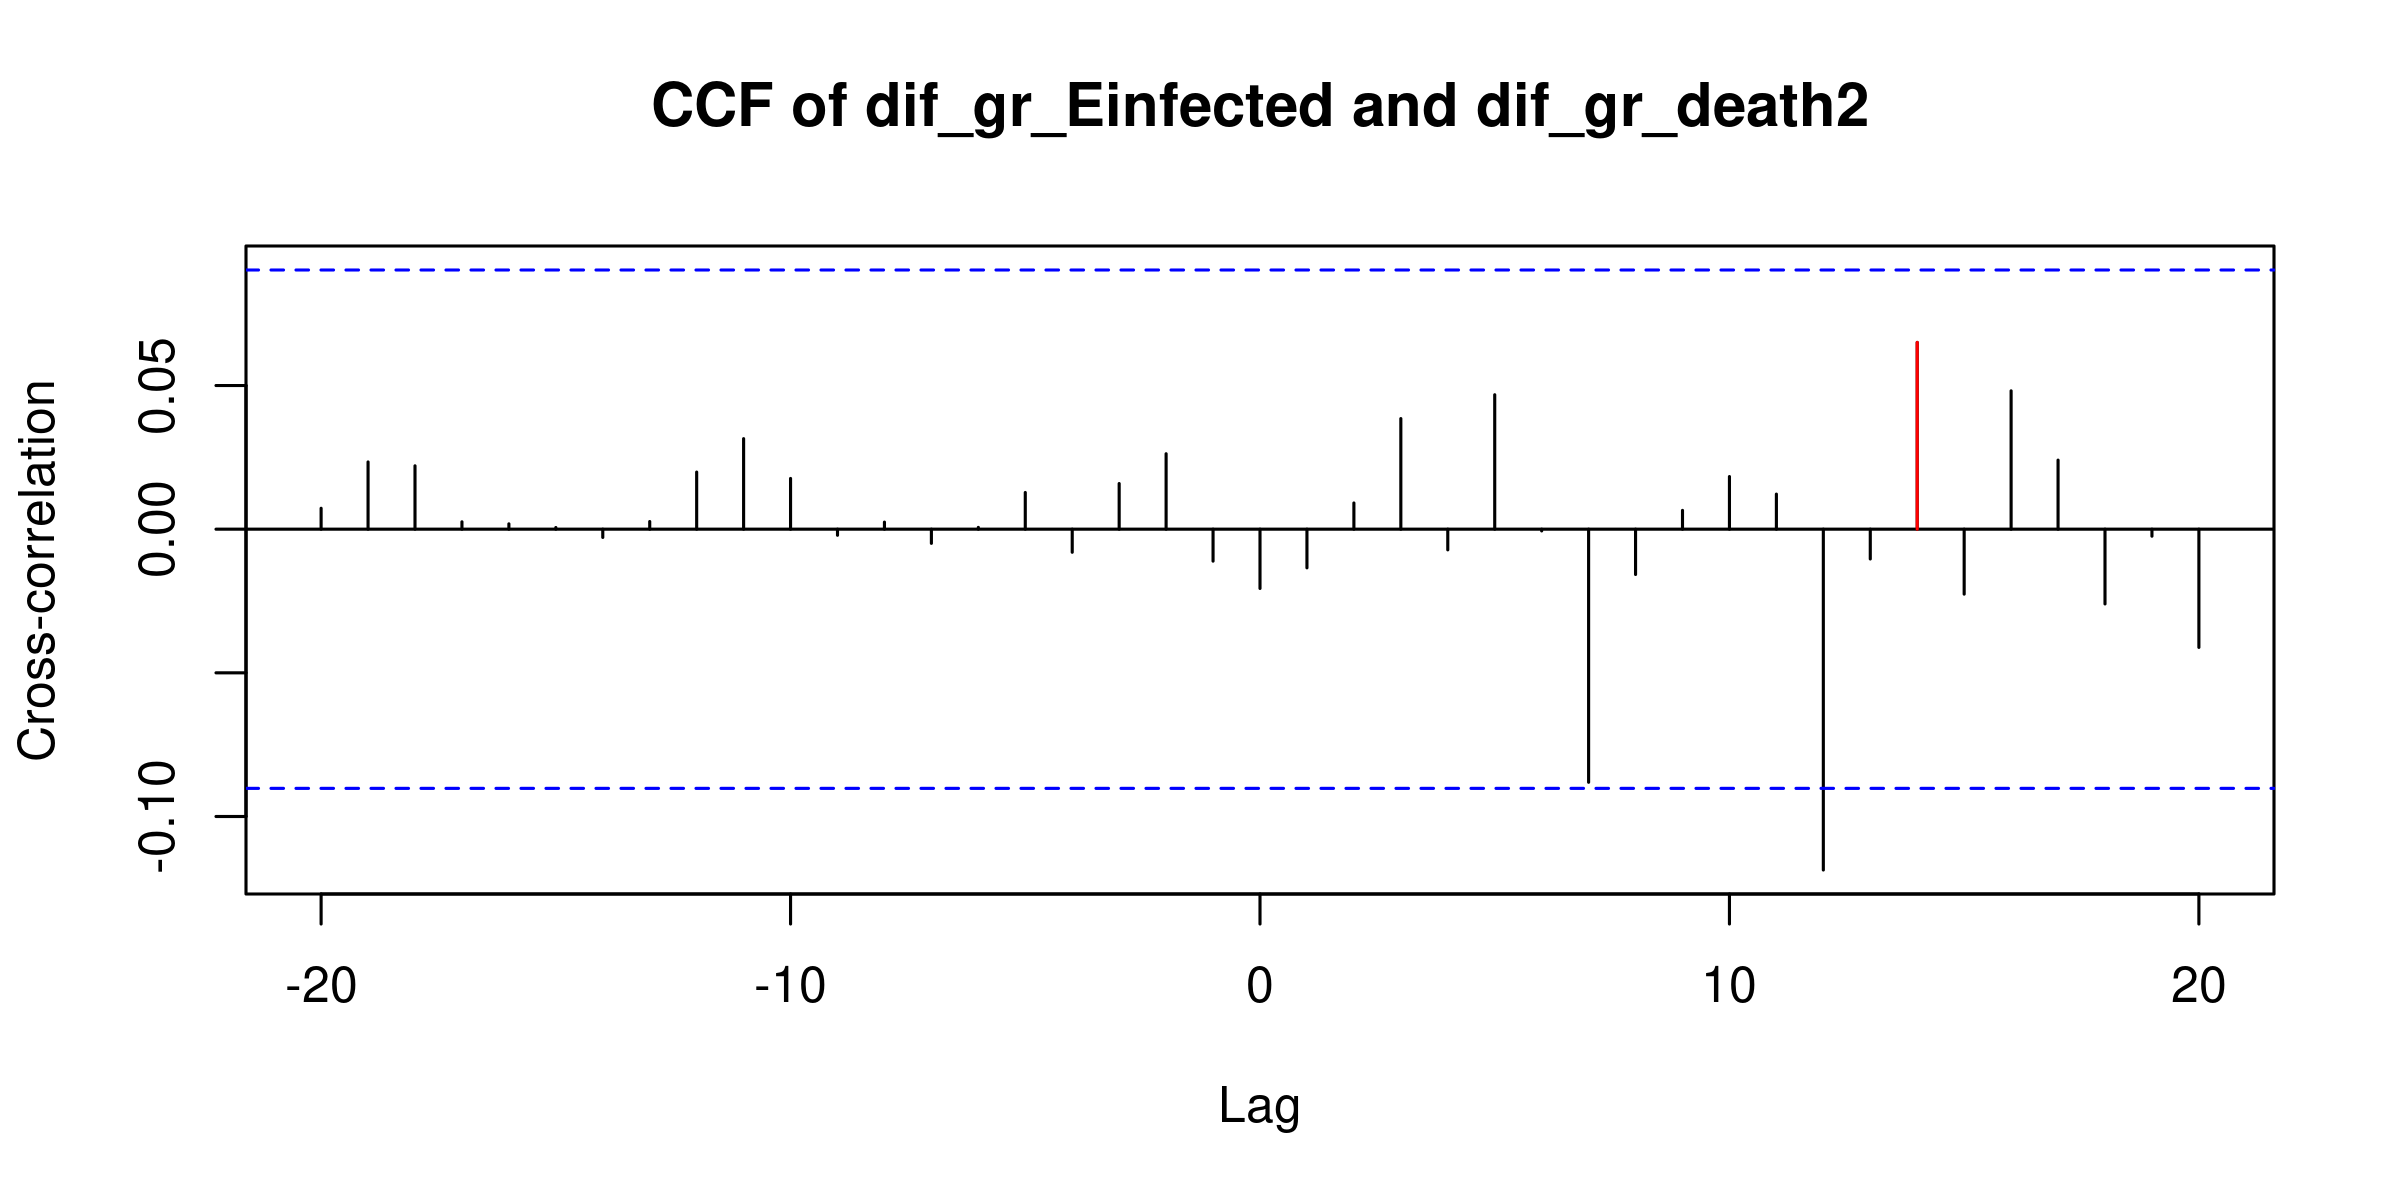 CCF of dif_gr_Einfected and dif_gr_death2
Cross-correlation
0.05
0.00
-0.10
-20 -10 0 10 20
Lag